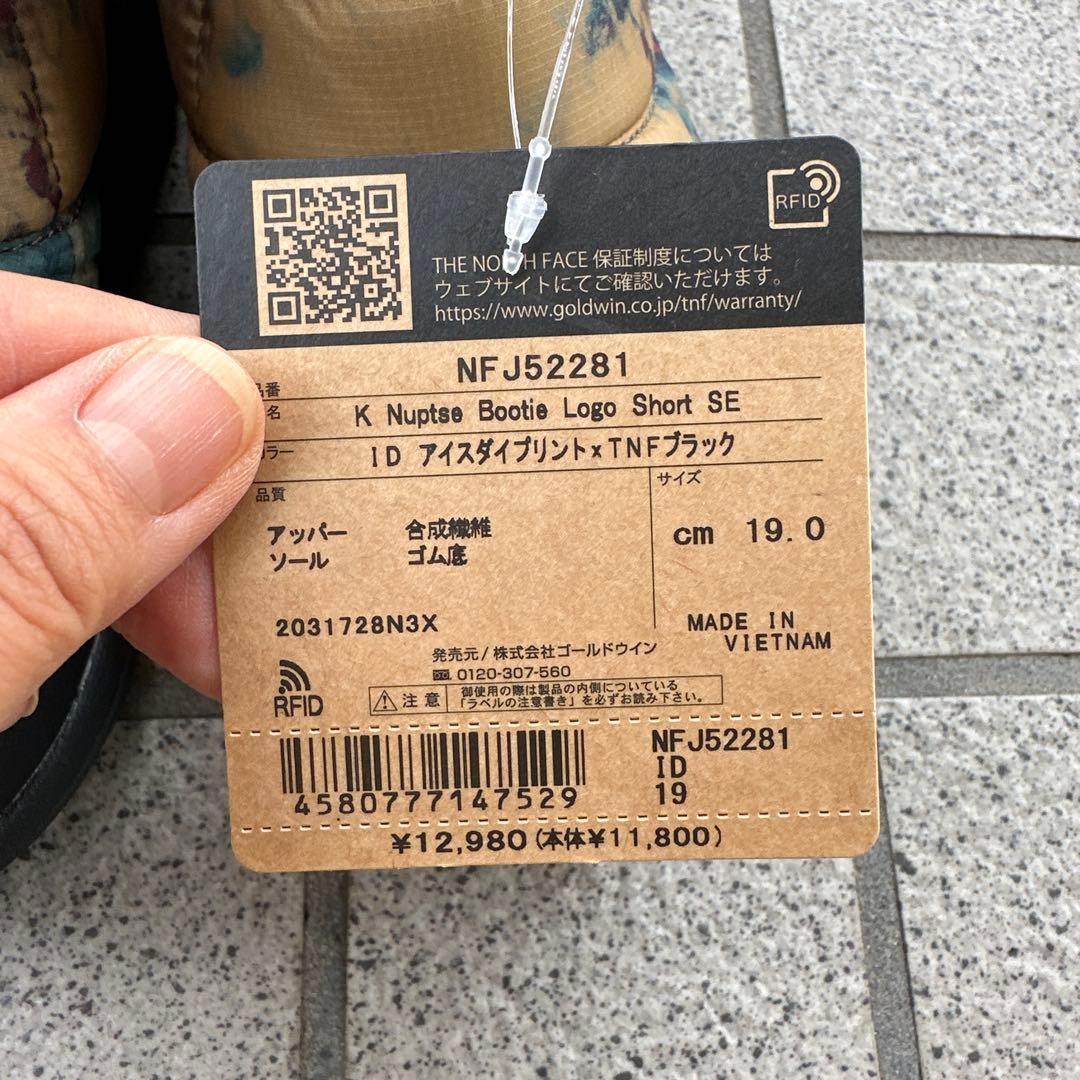 RFID
THE NORTH FACE 保証制度については
ウェブサイトにてご確認いただけます。
https://www.goldwin.co.jp/tnf/warranty/
NFJ52281
K Nuptse Bootie Logo Short SE
ID アイスダイプリント×TNFブラック
品質
サイズ
アッパー 合成繊維
ソール ゴム底
cm 19.0
2031728N3X
MADE IN
VIETNAM
発売元/株式会社ゴールドウイン
0120-307-560
RFID
注意
御使用の際は製品の内側についている
「ラベルの注意書き」を必ずお読み下さい。
4580777147529
NFJ52281
ID
19
¥12,980(本体¥11,800)